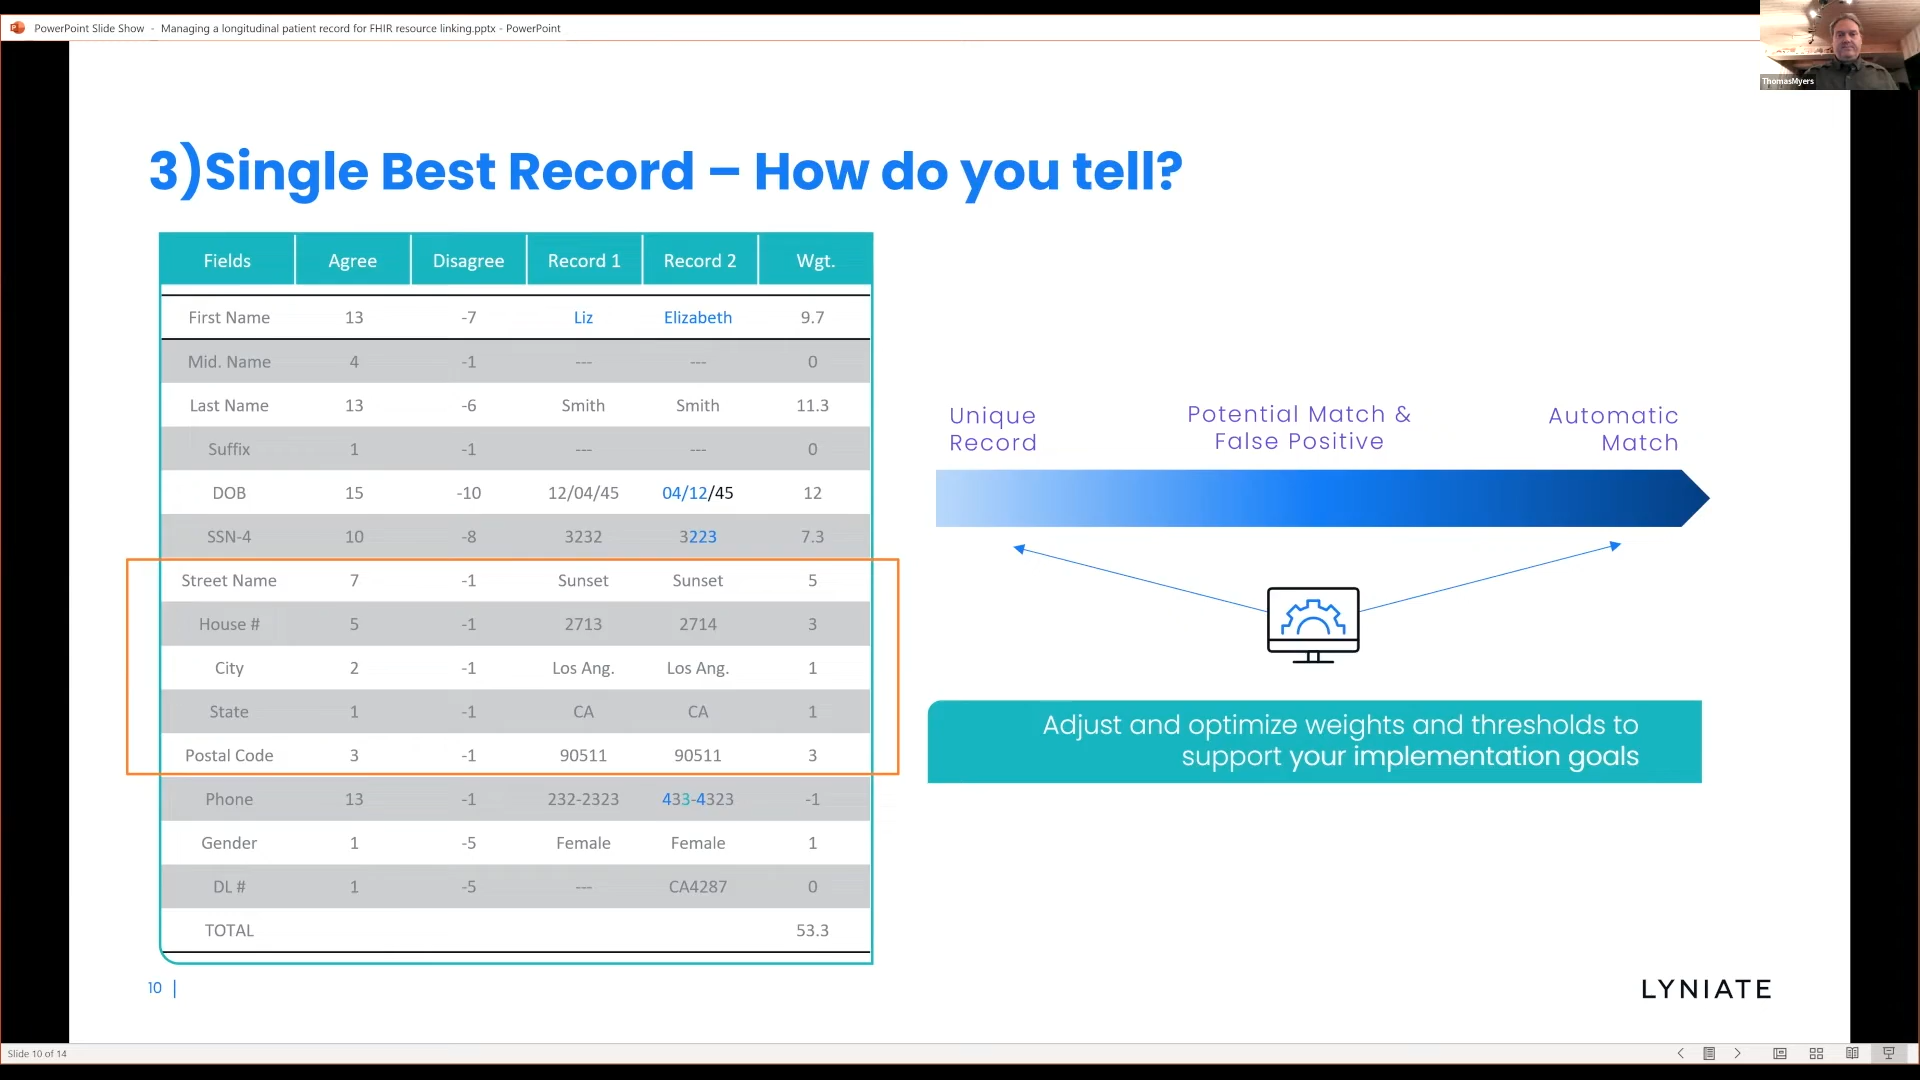 PowerPoint Slide Show - Managing a longitudinal patient record for FHIR resource linking.pptx - PowerPoint
ThomasMyers
3)Single Best Record – How do you tell?
Fields Agree Disagree Record 1 Record 2 Wgt.
First Name 13 -7 Liz Elizabeth 9.7
Mid. Name 4 -1 --- --- 0
Last Name 13 -6 Smith Smith 11.3
Suffix 1 -1 --- --- 0
DOB 15 -10 12/04/45 04/12/45 12
SSN-4 10 -8 3232 3223 7.3
Street Name 7 -1 Sunset Sunset 5
House # 5 -1 2713 2714 3
City 2 -1 Los Ang. Los Ang. 1
State 1 -1 CA CA 1
Postal Code 3 -1 90511 90511 3
Phone 13 -1 232-2323 433-4323 -1
Gender 1 -5 Female Female 1
DL # 1 -5 --- CA4287 0
TOTAL 53.3
Unique
Record
Potential Match &
False Positive
Automatic
Match
Adjust and optimize weights and thresholds to
support your implementation goals
10 |
LYNIATE
Slide 10 of 14